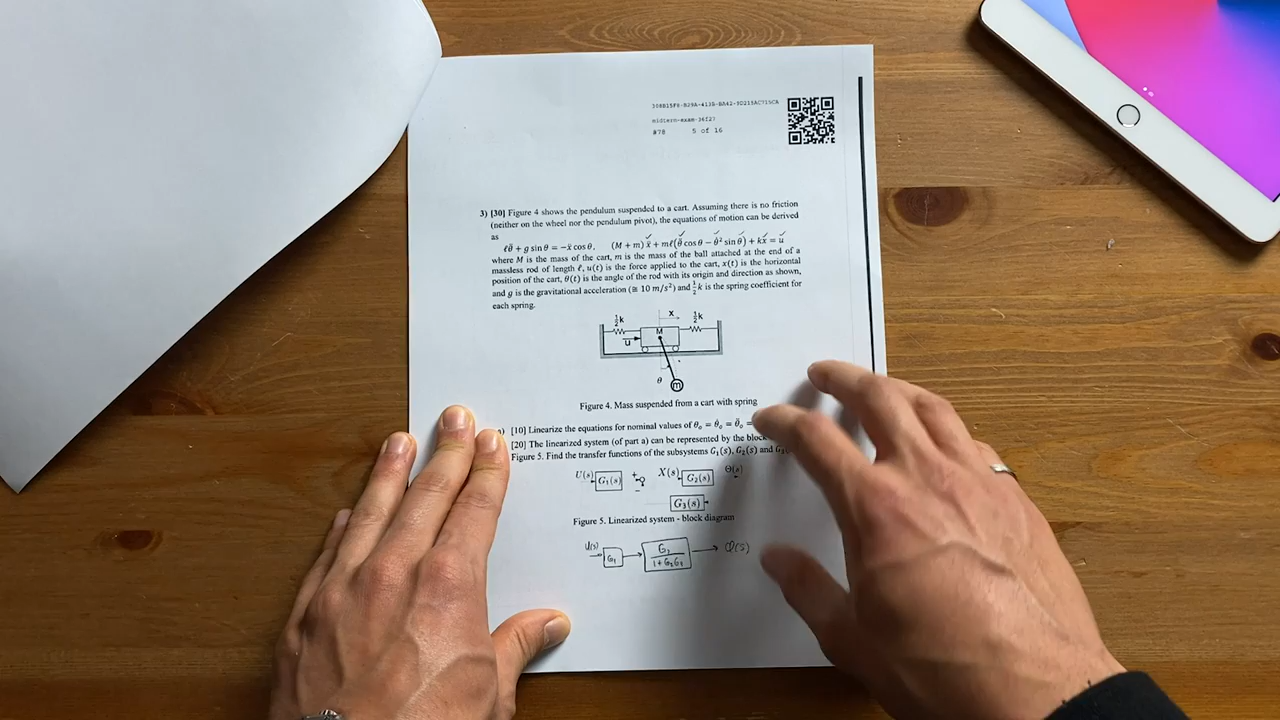 midterm-exam-36f27
#78 5 of 16
3) [30] Figure 4 shows the pendulum suspended to a cart. Assuming there is no friction
(neither on the wheel nor the pendulum pivot), the equations of motion can be derived
as
ℓθ̈ + g sin θ = −ẍ cos θ, (M + m) ẍ + mℓ(θ̈ cos θ − θ̇² sin θ) + kx = u
where M is the mass of the cart, m is the mass of the ball attached at the end of a
massless rod of length ℓ, u(t) is the force applied to the cart, x(t) is the horizontal
position of the cart, θ(t) is the angle of the rod with its origin and direction as shown,
and g is the gravitational acceleration (≅ 10 m/s²) and ½k is the spring coefficient for
each spring.
½k x ½k
M
u
θ m
Figure 4. Mass suspended from a cart with spring
[10] Linearize the equations for nominal values of θₒ = θ̇ₒ = θ̈ₒ =
[20] The linearized system (of part a) can be represented by the block
Figure 5. Find the transfer functions of the subsystems G₁(s), G₂(s) and
U(s) G₁(s) + − X(s) G₂(s) Θ(s)
G₃(s)
Figure 5. Linearized system - block diagram
U(s) G₁ G₂ / 1 + G₂G₃